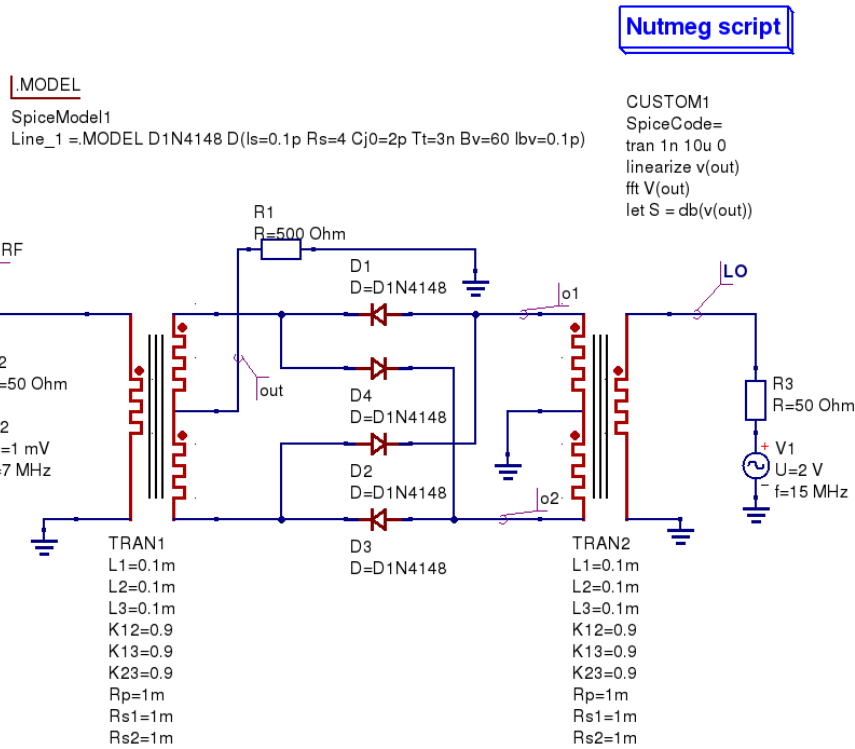 Nutmeg script
.MODEL
SpiceModel1
Line_1 =.MODEL D1N4148 D(Is=0.1p Rs=4 Cj0=2p Tt=3n Bv=60 Ibv=0.1p)
CUSTOM1
SpiceCode=
tran 1n 10u 0
linearize v(out)
fft V(out)
let S = db(v(out))
R1
R=500 Ohm
RF
D1
D=D1N4148
o1
LO
2
=50 Ohm
out
D4
D=D1N4148
R3
R=50 Ohm
2
=1 mV
=7 MHz
D2
D=D1N4148
o2
+ V1
U=2 V
− f=15 MHz
D3
D=D1N4148
TRAN1
L1=0.1m
L2=0.1m
L3=0.1m
K12=0.9
K13=0.9
K23=0.9
Rp=1m
Rs1=1m
Rs2=1m
TRAN2
L1=0.1m
L2=0.1m
L3=0.1m
K12=0.9
K13=0.9
K23=0.9
Rp=1m
Rs1=1m
Rs2=1m